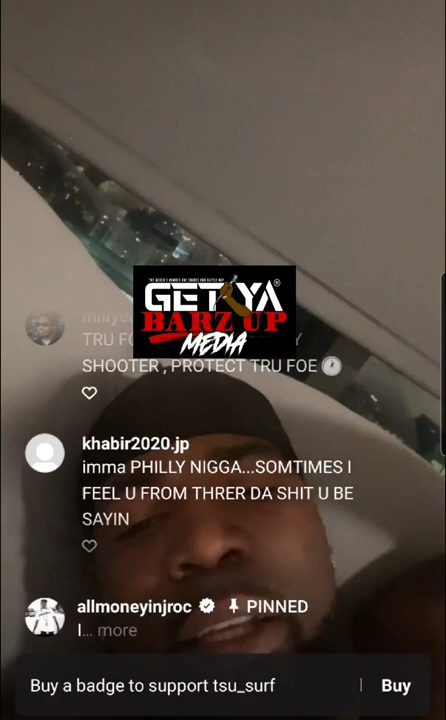 GET YA®
BARZ UP
MEDIA
TRU FO
SHOOTER , PROTECT TRU FOE
khabir2020.jp
imma PHILLY NIGGA...SOMTIMES I
FEEL U FROM THRER DA SHIT U BE
SAYIN
allmoneyinjroc PINNED
I... more
Buy a badge to support tsu_surf | Buy